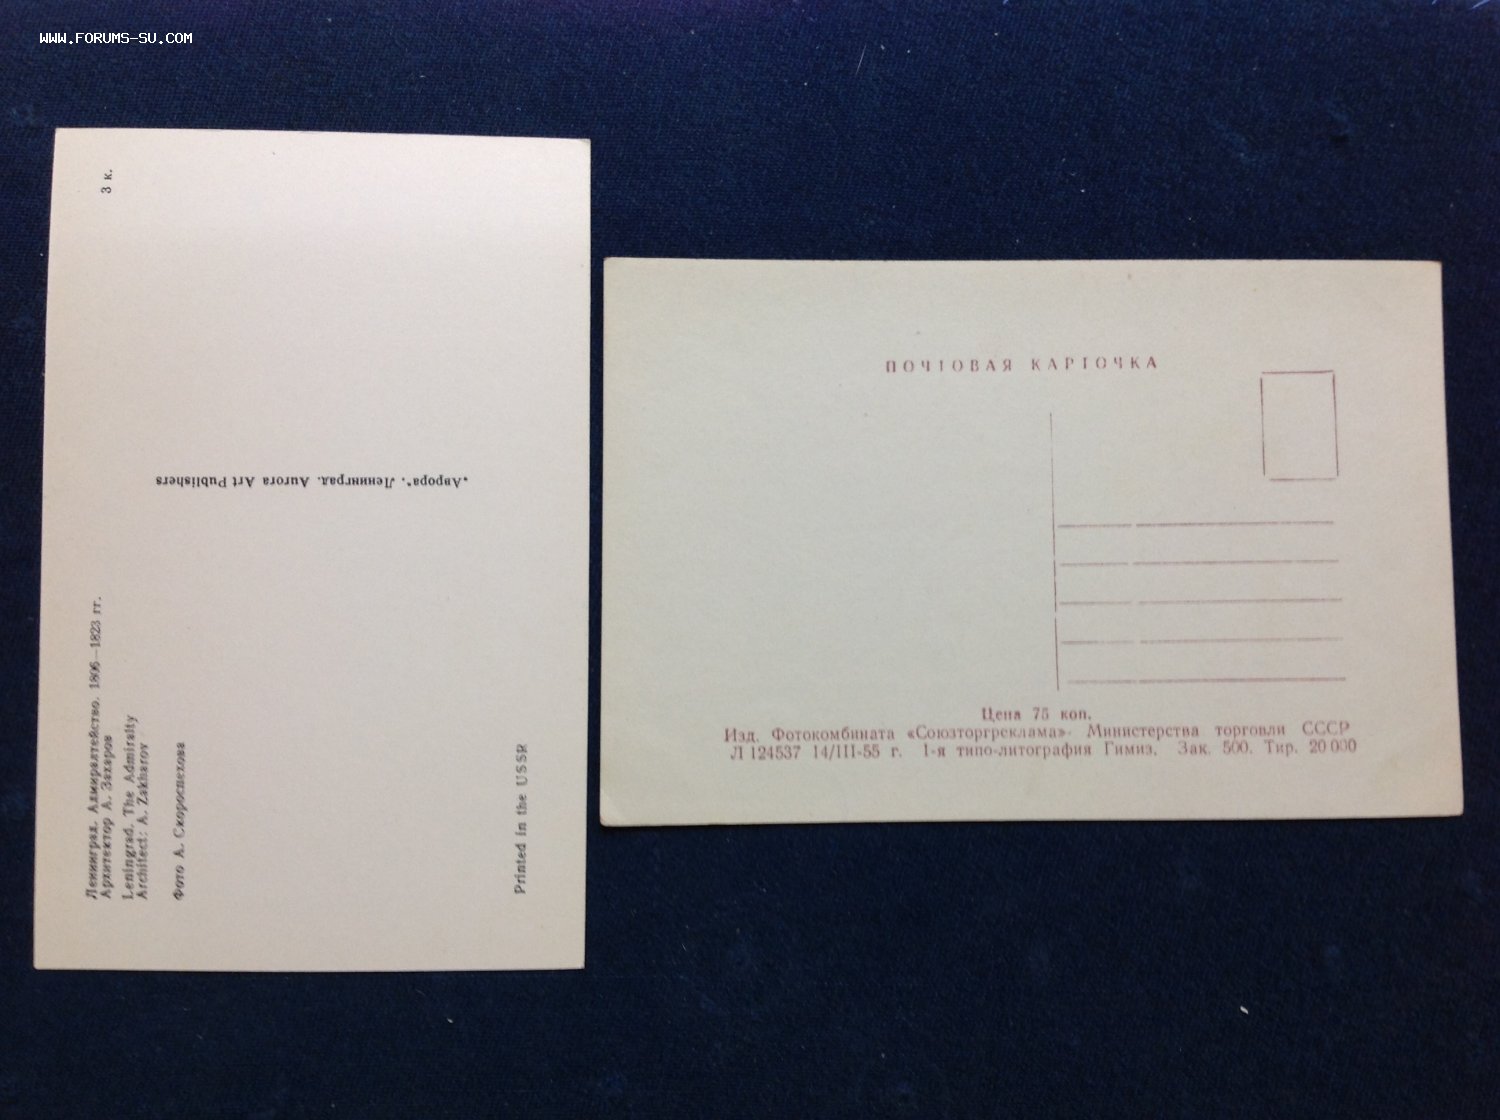 WWW.FORUMS-SU.COM
3 к.
Ленинград. Адмиралтейство. 1806—1823 гг.
Архитектор А. Захаров
Leningrad. The Admiralty
Architect: A. Zakharov
Фото А. Скороспехова
„Аврора“. Ленинград. Aurora Art Publishers
Printed in the USSR
ПОЧТОВАЯ КАРТОЧКА
Цена 75 коп.
Изд. Фотокомбината «Союзторгреклама» Министерства торговли СССР
Л 124537 14/III-55 г. 1-я типо-литография Гимиз. Зак. 500. Тир. 20 000